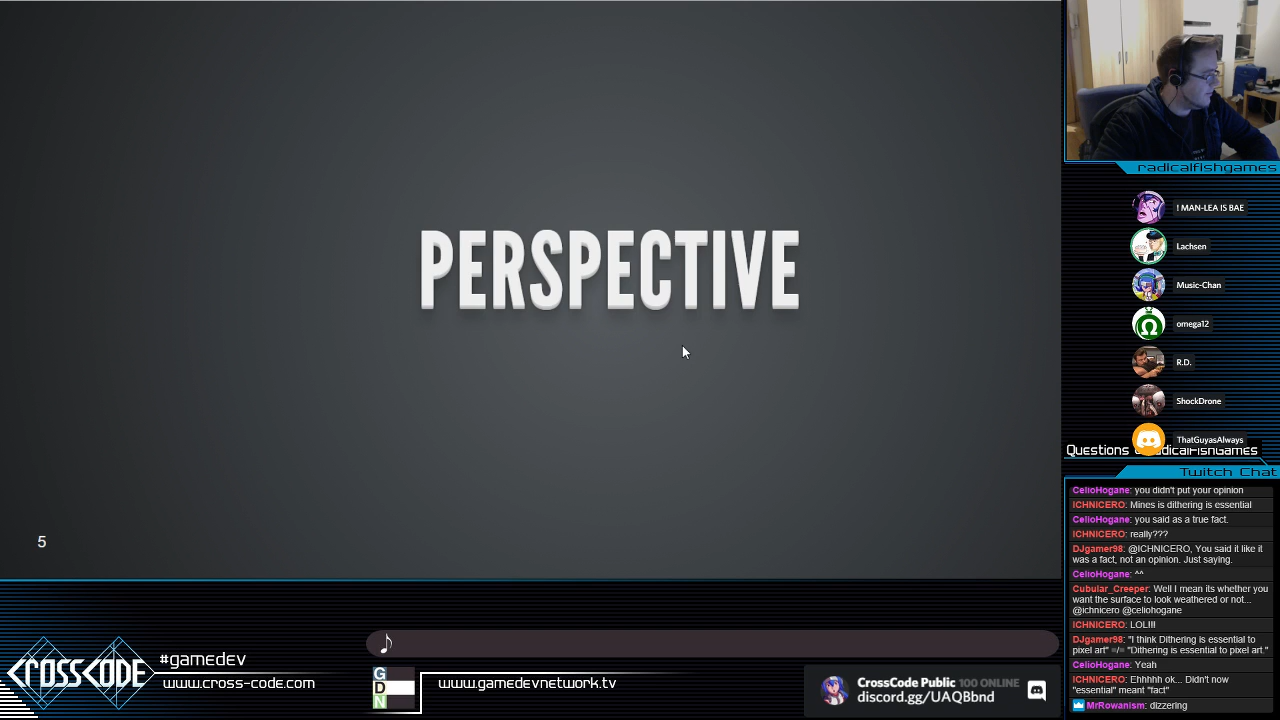 PERSPECTIVE
5
radicalfishgames
! MAN-LEA IS BAE
Lachsen
Music-Chan
omega12
R.D.
ShockDrone
ThatGuyasAlways
Questions
Twitch Chat
CelioHogane: you didn't put your opinion
ICHNICERO: Mines is dithering is essential
CelioHogane: you said as a true fact.
ICHNICERO: really???
DJgamer98: @ICHNICERO, You said it like it
was a fact, not an opinion. Just saying.
CelioHogane: ^^
Cubular_Creeper: Well I mean its whether you
want the surface to look weathered or not...
@ichnicero @celiohogane
ICHNICERO: LOL!!!
DJgamer98: "I think Dithering is essential to
pixel art" =/= "Dithering is essential to pixel art."
CelioHogane: Yeah
ICHNICERO: Ehhhhh ok... Didn't now
"essential" meant "fact"
MrRowanism: dizzering
CROSSCODE
#gamedev
www.cross-code.com
G
D
N
www.gamedevnetwork.tv
CrossCode Public 100 ONLINE
discord.gg/UAQBbnd